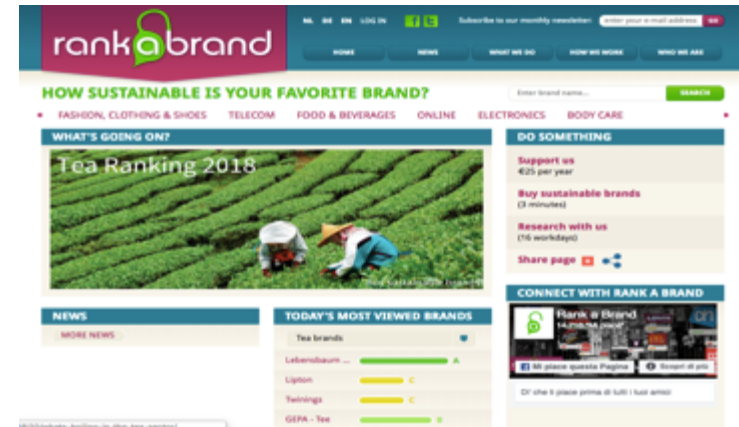 rankabrand
NL DE EN LOG IN
Subscribe to our monthly newsletter: enter your e-mail address
HOME NEWS WHAT WE DO HOW WE WORK WHO WE ARE
HOW SUSTAINABLE IS YOUR FAVORITE BRAND?
Enter brand name... SEARCH
FASHION, CLOTHING & SHOES TELECOM FOOD & BEVERAGES ONLINE ELECTRONICS BODY CARE
WHAT'S GOING ON?
Tea Ranking 2018
DO SOMETHING
Support us
€25 per year
Buy sustainable brands
(3 minutes)
Research with us
(16 workdays)
Share page
CONNECT WITH RANK A BRAND
Rank a Brand
Mi piace questa Pagina Scopri di più
Di' che ti piace prima di tutti i tuoi amici
NEWS
MORE NEWS
TODAY'S MOST VIEWED BRANDS
Tea brands
Lebensbaum ... A
Lipton C
Twinings C
GEPA - Tee B